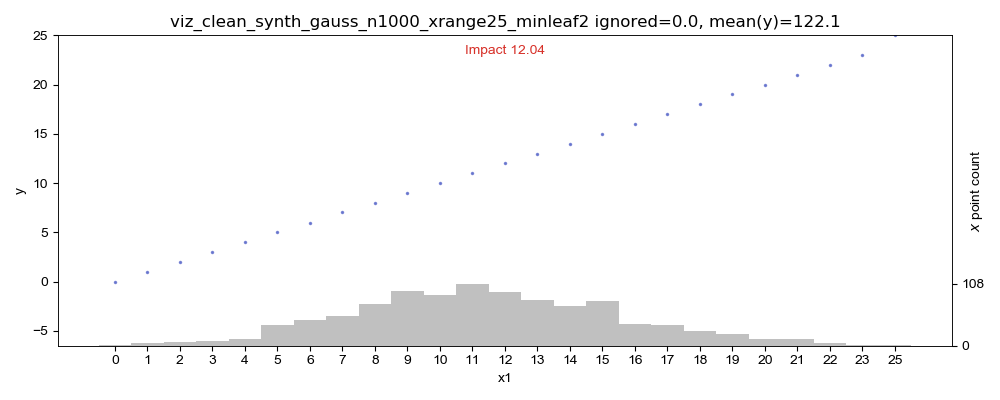 viz_clean_synth_gauss_n1000_xrange25_minleaf2 ignored=0.0, mean(y)=122.1
Impact 12.04
25
20
15
10
5
0
−5
y
108
0
x point count
0 1 2 3 4 5 6 7 8 9 10 11 12 13 14 15 16 17 18 19 20 21 22 23 25
x1